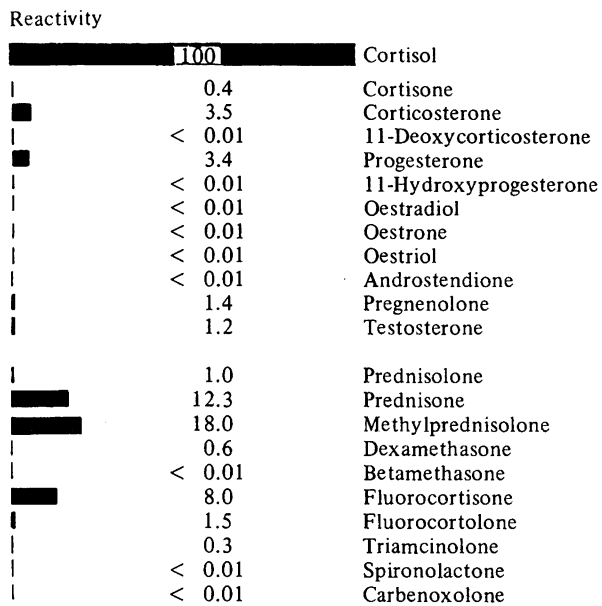 Reactivity
100 Cortisol
0.4 Cortisone
3.5 Corticosterone
< 0.01 11-Deoxycorticosterone
3.4 Progesterone
< 0.01 11-Hydroxyprogesterone
< 0.01 Oestradiol
< 0.01 Oestrone
< 0.01 Oestriol
< 0.01 Androstendione
1.4 Pregnenolone
1.2 Testosterone
1.0 Prednisolone
12.3 Prednisone
18.0 Methylprednisolone
0.6 Dexamethasone
< 0.01 Betamethasone
8.0 Fluorocortisone
1.5 Fluorocortolone
0.3 Triamcinolone
< 0.01 Spironolactone
< 0.01 Carbenoxolone